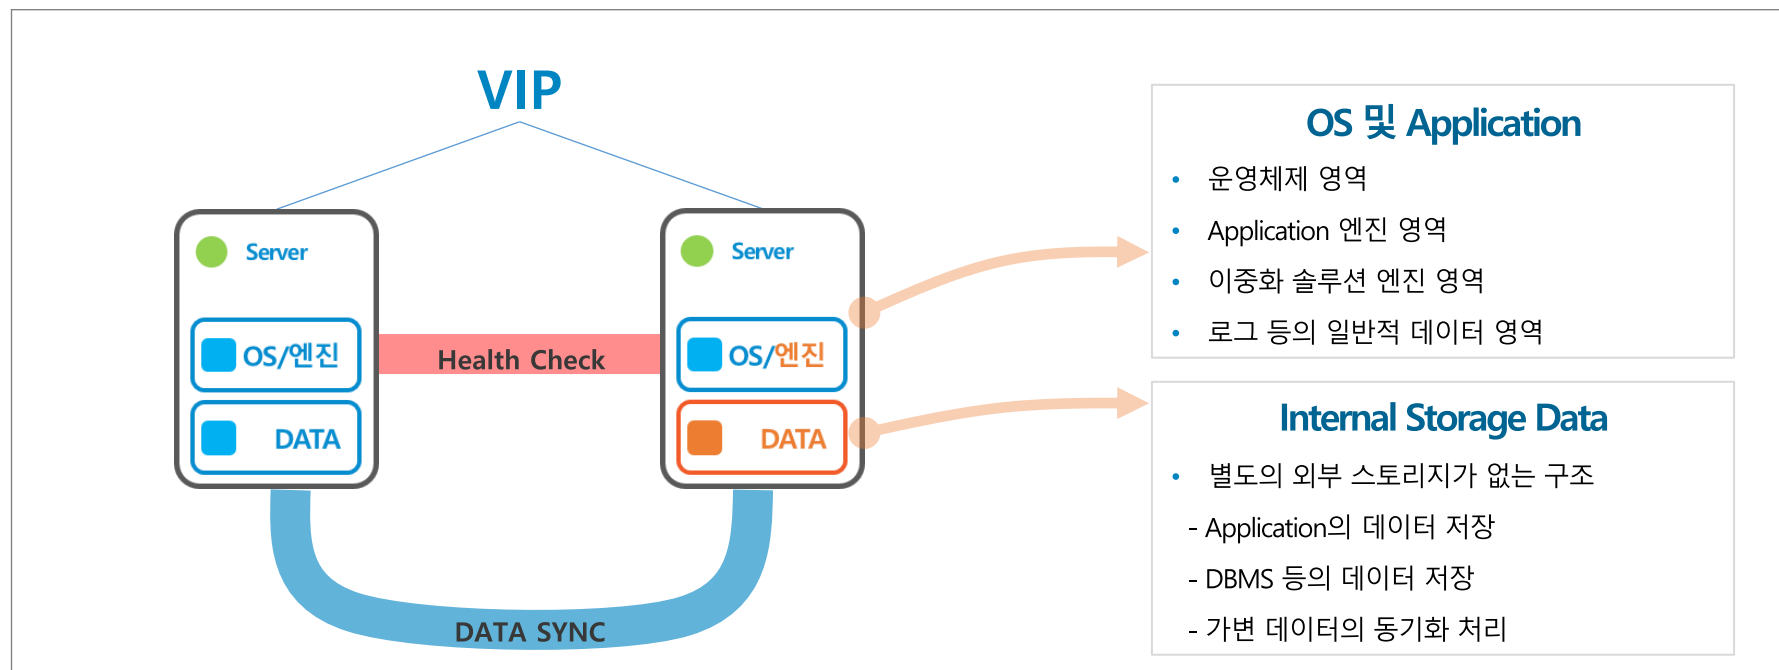 VIP
Server
OS/엔진
DATA
Health Check
Server
OS/엔진
DATA
DATA SYNC
OS 및 Application
• 운영체제 영역
• Application 엔진 영역
• 이중화 솔루션 엔진 영역
• 로그 등의 일반적 데이터 영역
Internal Storage Data
• 별도의 외부 스토리지가 없는 구조
- Application의 데이터 저장
- DBMS 등의 데이터 저장
- 가변 데이터의 동기화 처리